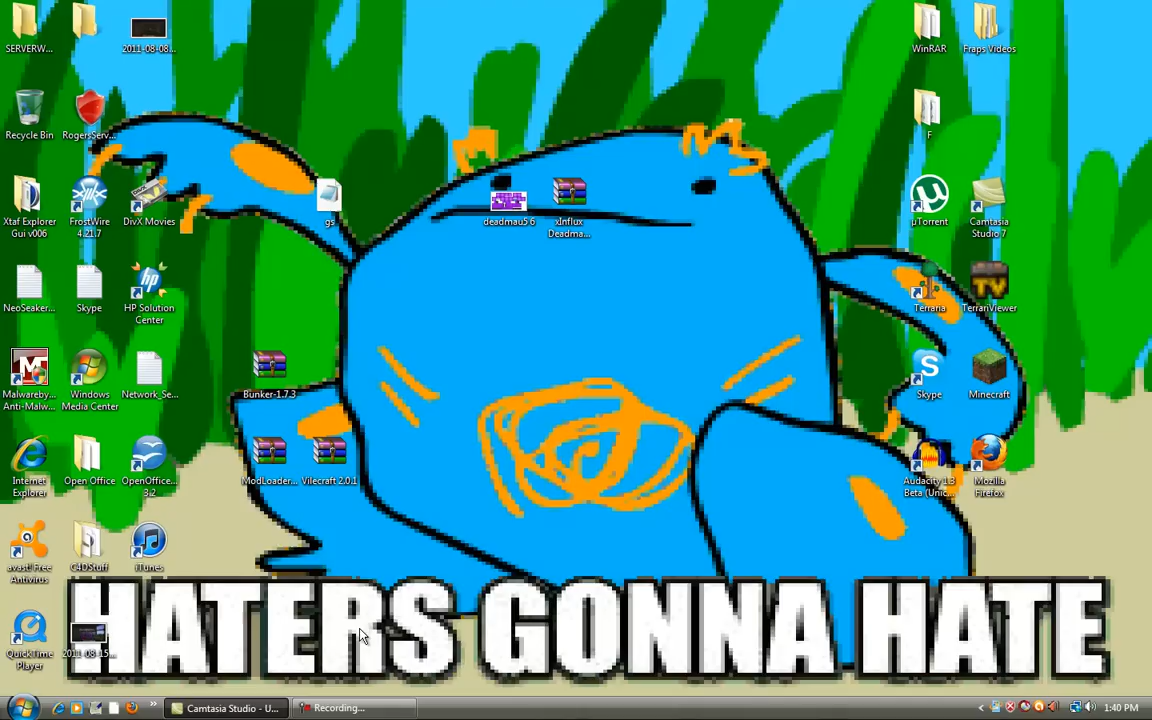 SERVERW...
2011-08-08...
WinRAR
Fraps Videos
Recycle Bin
RogersServ...
F
Xtaf Explorer
Gui v006
FrostWire
4.21.7
DivX Movies
gs
deadmau5 6
xInflux
Deadma...
µTorrent
Camtasia
Studio 7
NeoSeaker...
Skype
HP Solution
Center
Terraria
TerranViewer
Malwareby...
Anti-Malw...
Windows
Media Center
Network_Se...
Bunker-1.7.3
Skype
Minecraft
Internet
Explorer
Open Office
OpenOffice...
3.2
ModLoader...
Vilecraft 2.0.1
Audacity 1.3
Beta (Unic...
Mozilla
Firefox
avast! Free
Antivirus
C4DStuff
iTunes
HATERS GONNA HATE
QuickTime
Player
2011-08-15...
Camtasia Studio - U...
Recording...
1:40 PM